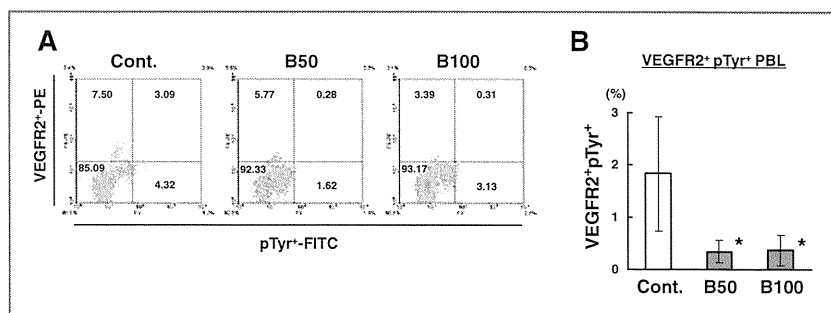 A
Cont.
B50
B100
VEGFR2⁺-PE
7.50
3.09
85.09
4.32
5.77
0.28
92.33
1.62
3.39
0.31
93.17
3.13
pTyr⁺-FITC
B
VEGFR2⁺ pTyr⁺ PBL
(%)
VEGFR2⁺pTyr⁺
3
2
1
0
*
*
Cont.
B50
B100